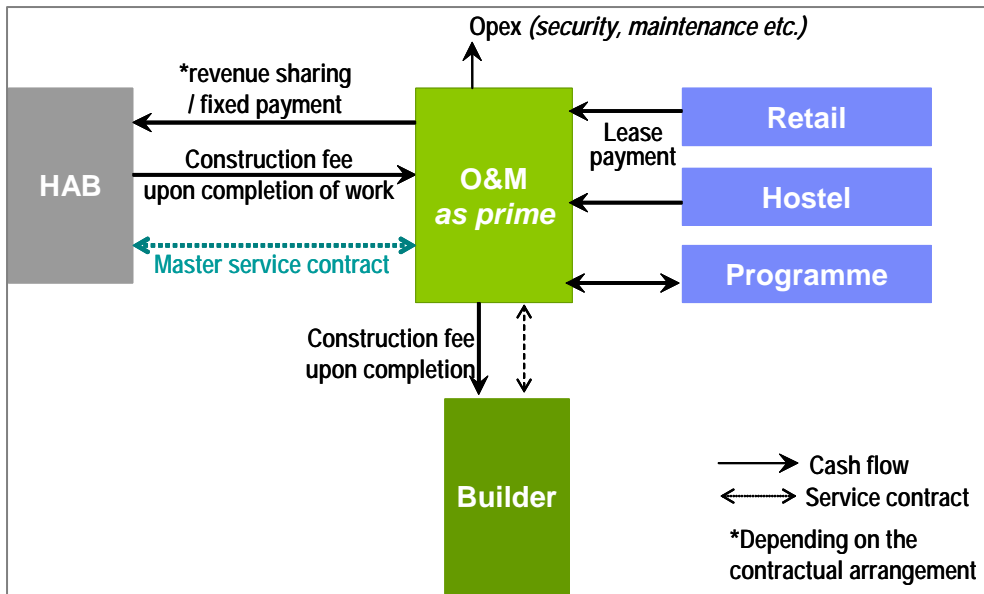 Opex (security, maintenance etc.)
*revenue sharing
/ fixed payment
Retail
Lease
payment
Construction fee
upon completion of work
HAB
O&M
as prime
Hostel
Master service contract
Programme
Construction fee
upon completion
Builder
Cash flow
Service contract
*Depending on the
contractual arrangement